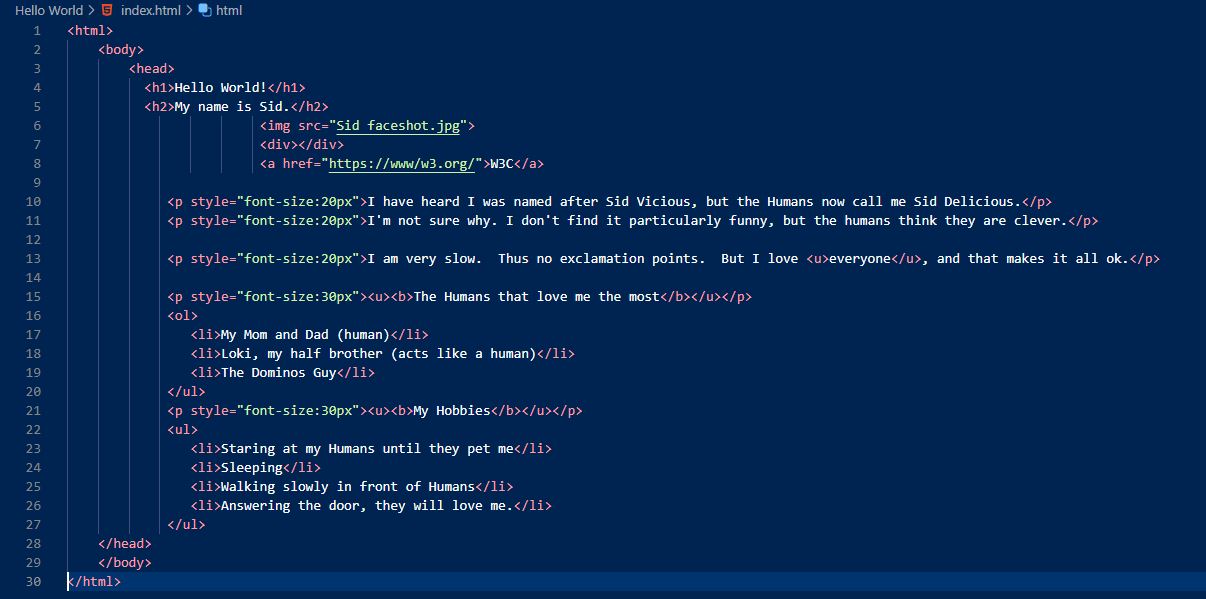 Hello World > index.html > html
1 <html>
2 <body>
3 <head>
4 <h1>Hello World!</h1>
5 <h2>My name is Sid.</h2>
6 <img src="Sid faceshot.jpg">
7 <div></div>
8 <a href="https://www/w3.org/">W3C</a>
9
10 <p style="font-size:20px">I have heard I was named after Sid Vicious, but the Humans now call me Sid Delicious.</p>
11 <p style="font-size:20px">I'm not sure why. I don't find it particularly funny, but the humans think they are clever.</p>
12
13 <p style="font-size:20px">I am very slow.  Thus no exclamation points.  But I love <u>everyone</u>, and that makes it all ok.</p>
14
15 <p style="font-size:30px"><u><b>The Humans that love me the most</b></u></p>
16 <ol>
17 <li>My Mom and Dad (human)</li>
18 <li>Loki, my half brother (acts like a human)</li>
19 <li>The Dominos Guy</li>
20 </ul>
21 <p style="font-size:30px"><u><b>My Hobbies</b></u></p>
22 <ul>
23 <li>Staring at my Humans until they pet me</li>
24 <li>Sleeping</li>
25 <li>Walking slowly in front of Humans</li>
26 <li>Answering the door, they will love me.</li>
27 </ul>
28 </head>
29 </body>
30 </html>